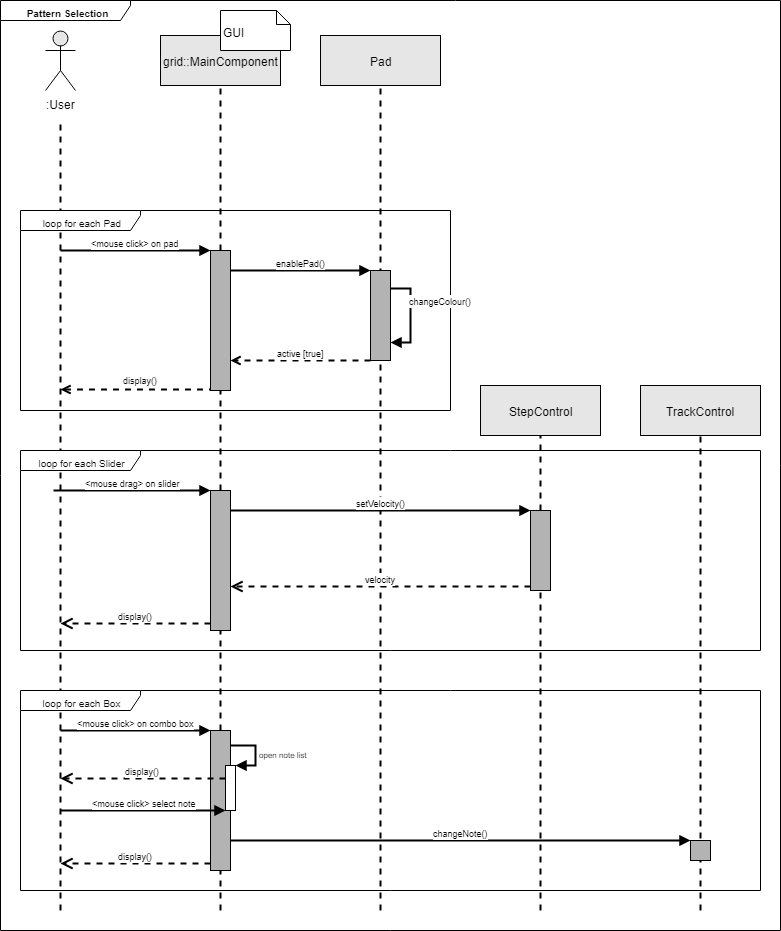 Pattern Selection
GUI
grid::MainComponent
Pad
:User
loop for each Pad
<mouse click> on pad
enablePad()
changeColour()
active [true]
display()
StepControl
TrackControl
loop for each Slider
<mouse drag> on slider
setVelocity()
velocity
display()
loop for each Box
<mouse click> on combo box
open note list
display()
<mouse click> select note
changeNote()
display()